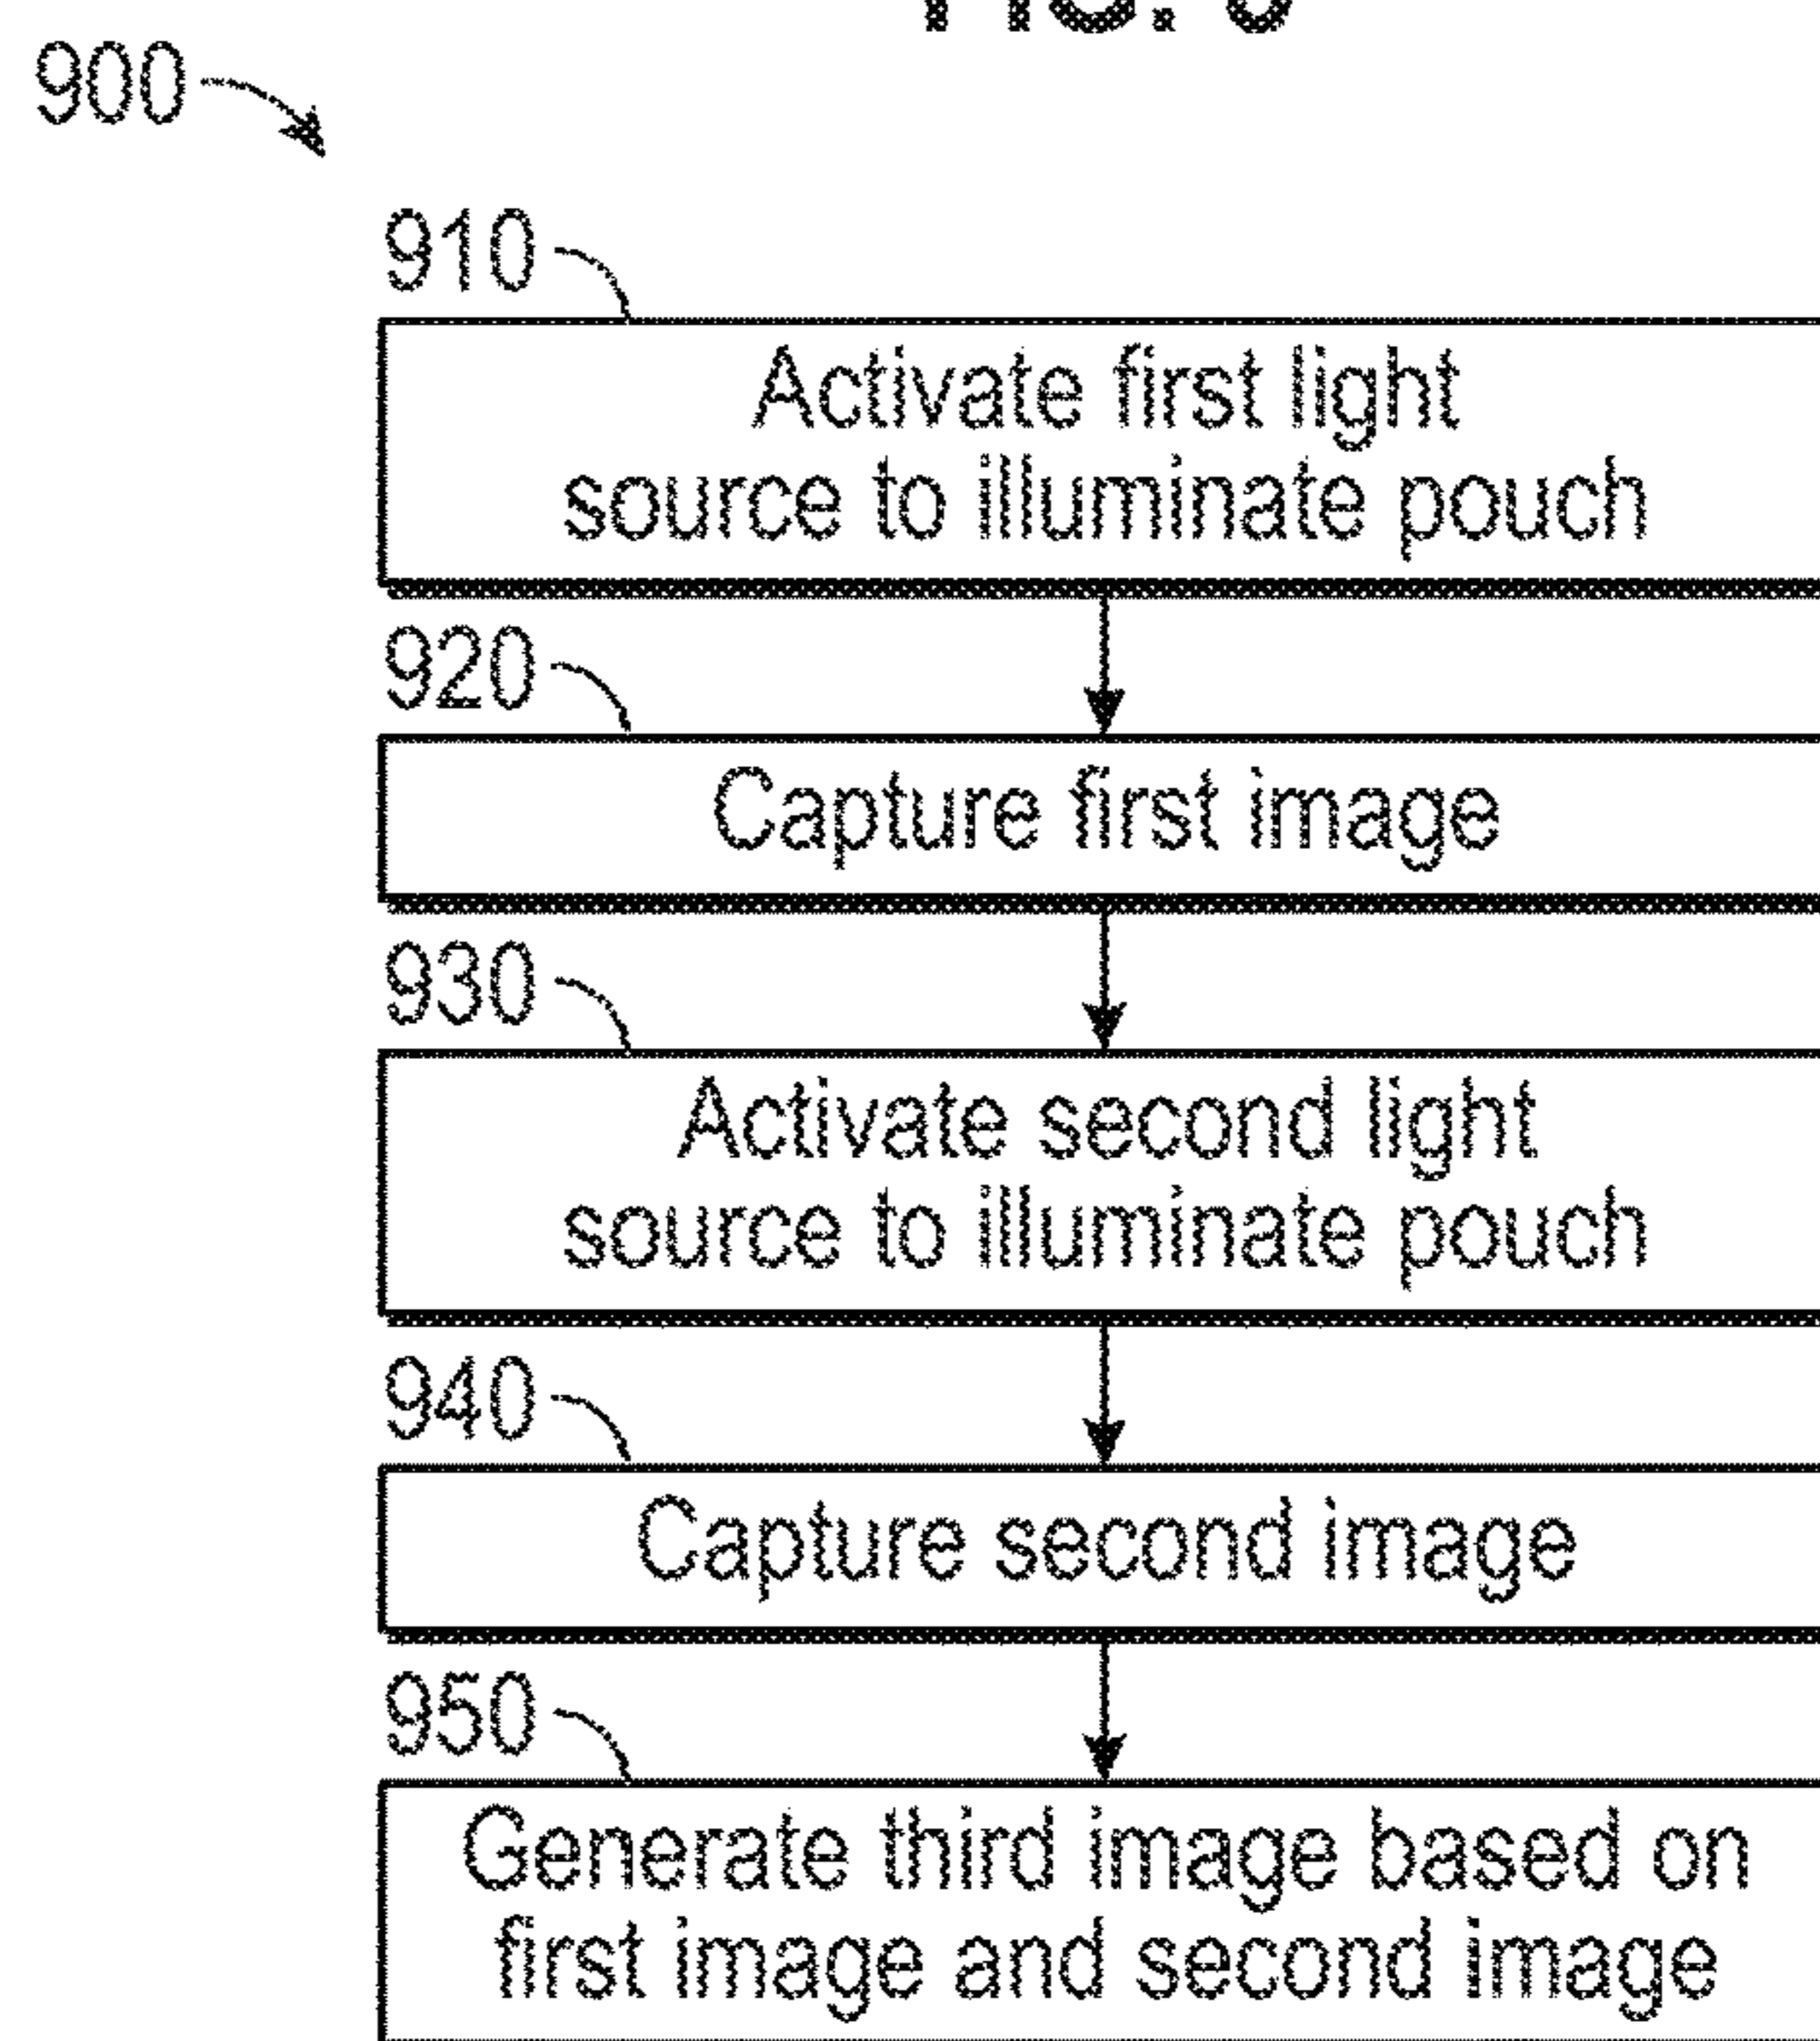 900
910
Activate first light
source to illuminate pouch
920
Capture first image
930
Activate second light
source to illuminate pouch
940
Capture second image
950
Generate third image based on
first image and second image